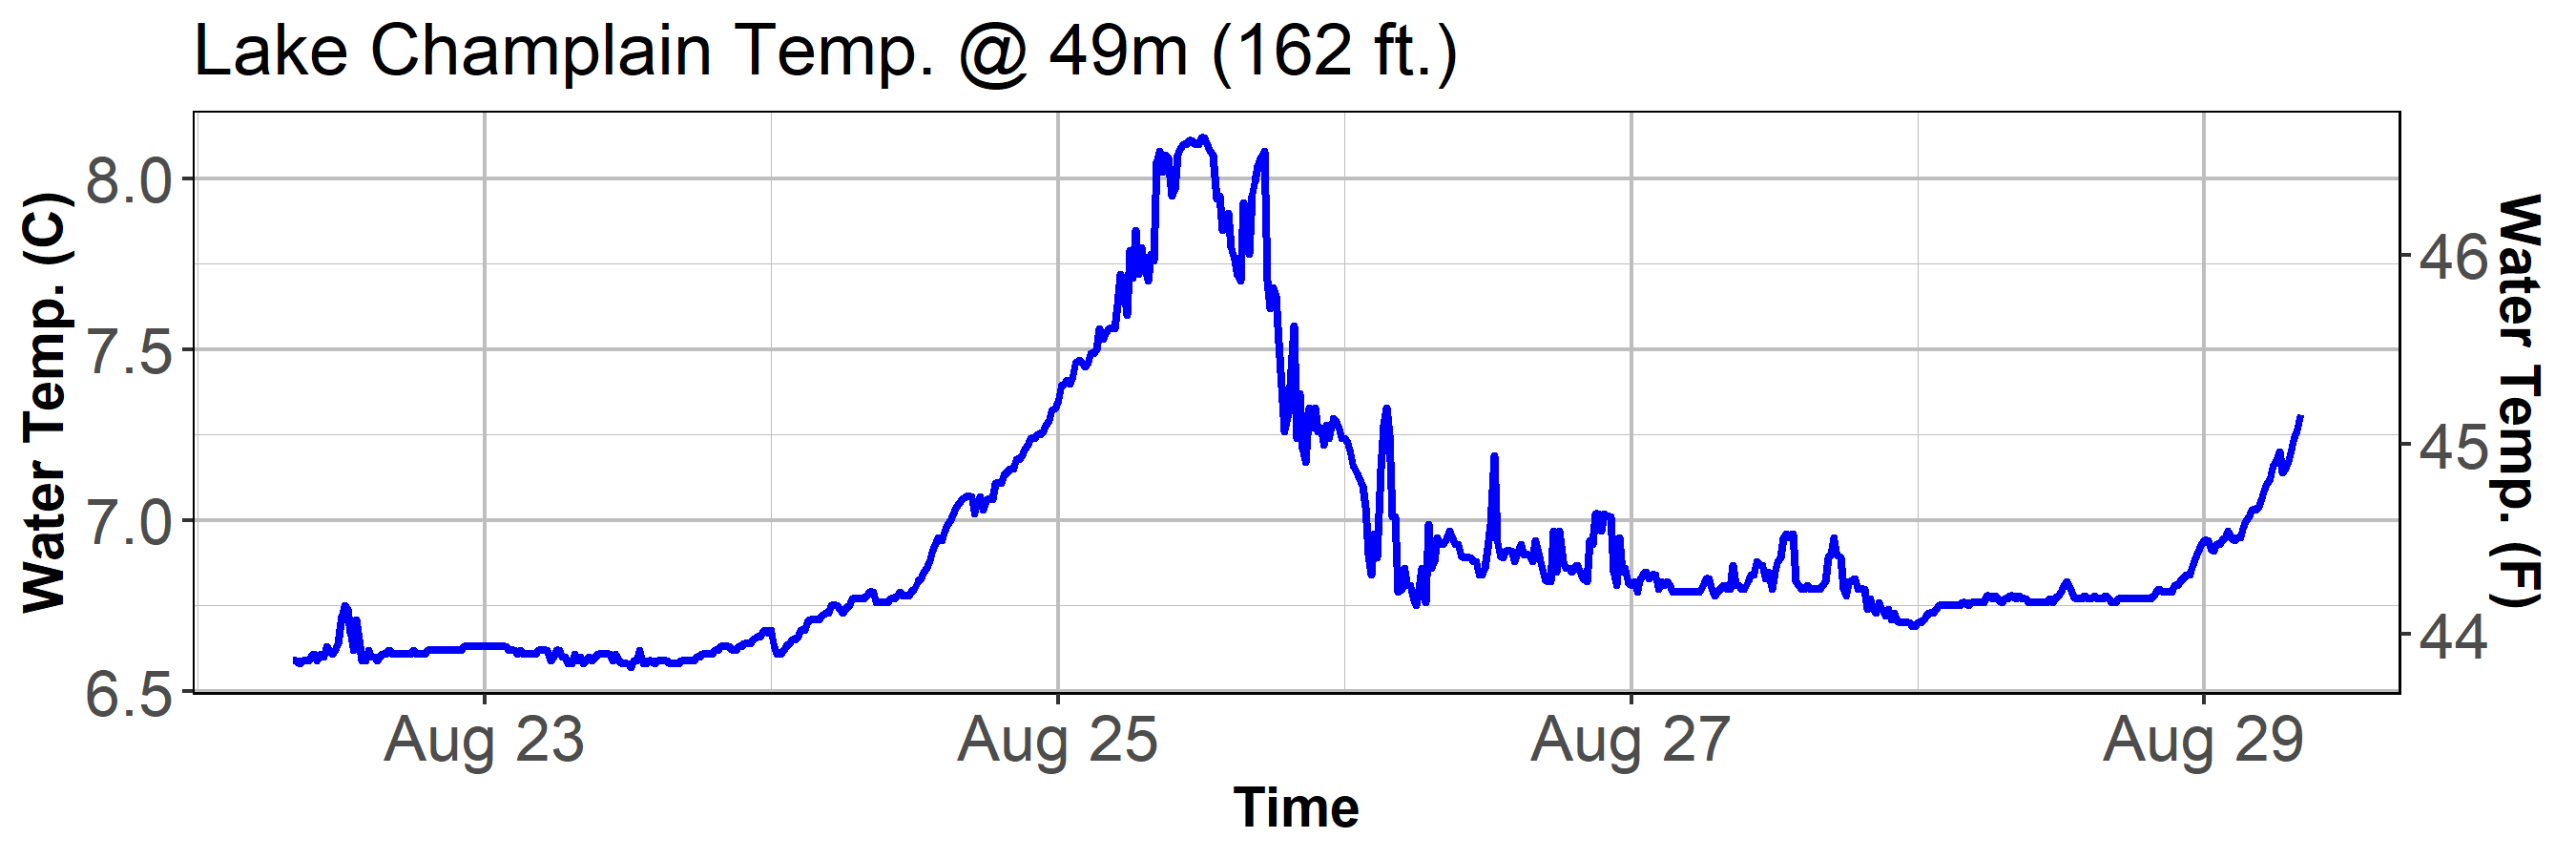 Lake Champlain Temp. @ 49m (162 ft.)
Water Temp. (C)
8.0
7.5
7.0
6.5
46
45
44
Water Temp. (F)
Aug 23 Aug 25 Aug 27 Aug 29
Time